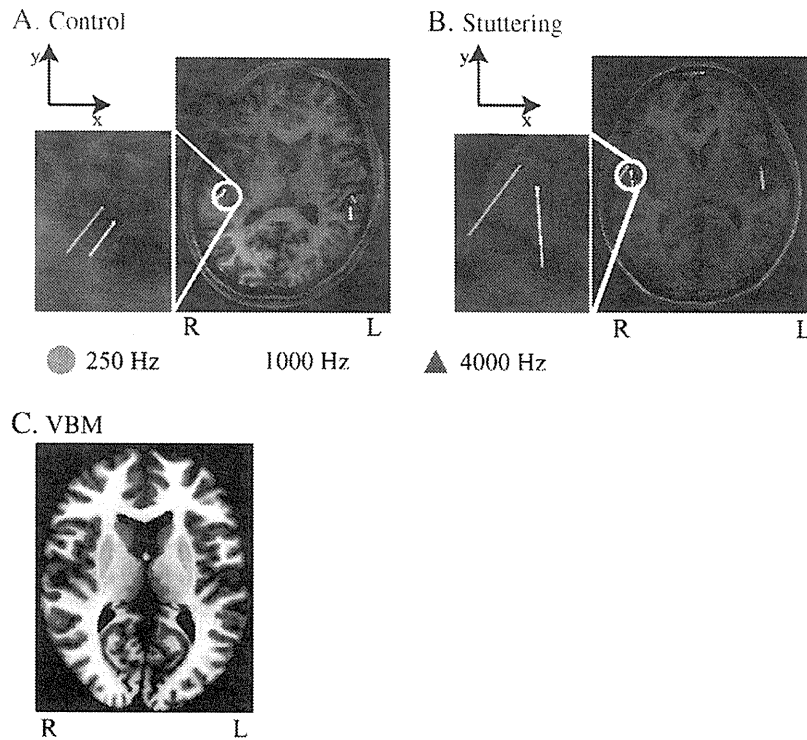 A. Control
B. Stuttering
y
x
y
x
R L
R L
250 Hz 1000 Hz 4000 Hz
C. VBM
R L